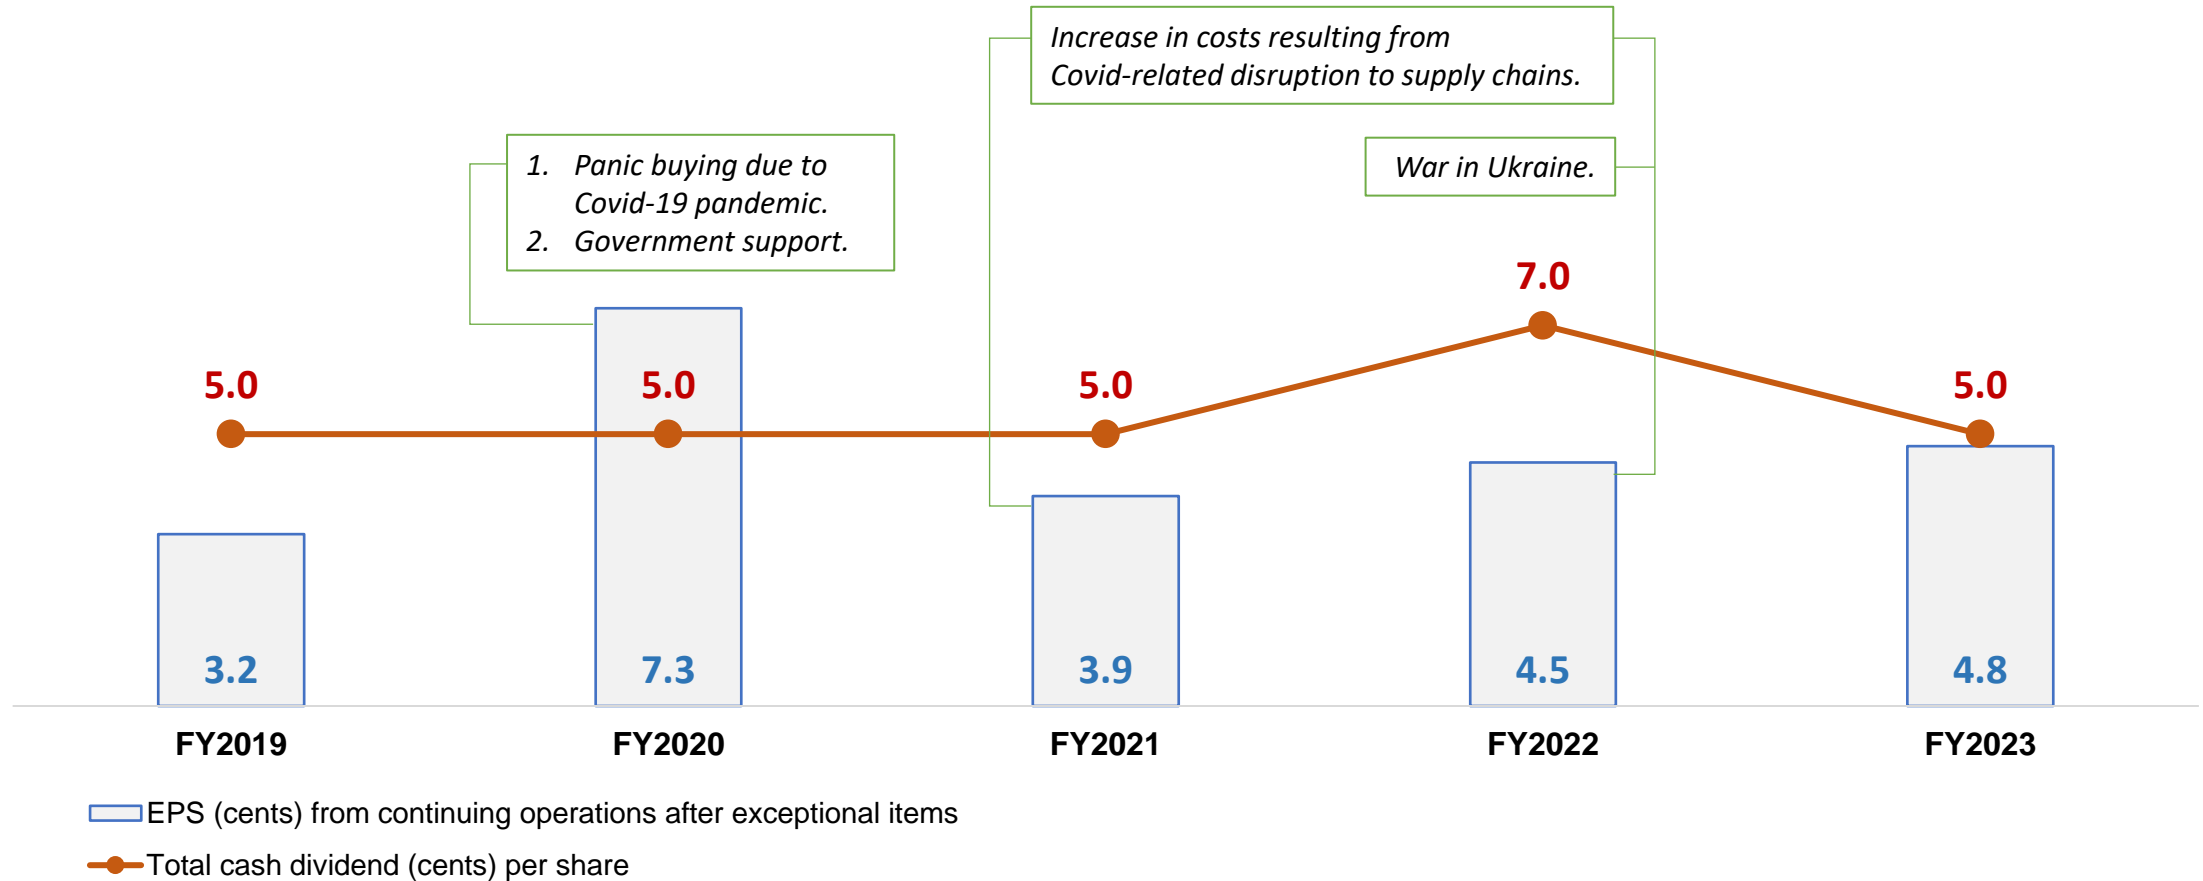 Increase in costs resulting from
Covid-related disruption to supply chains.
1. Panic buying due to
Covid-19 pandemic.
2. Government support.
War in Ukraine.
7.0
5.0
5.0
5.0
5.0
3.2
7.3
3.9
4.5
4.8
FY2019
FY2020
FY2021
FY2022
FY2023
EPS (cents) from continuing operations after exceptional items
Total cash dividend (cents) per share